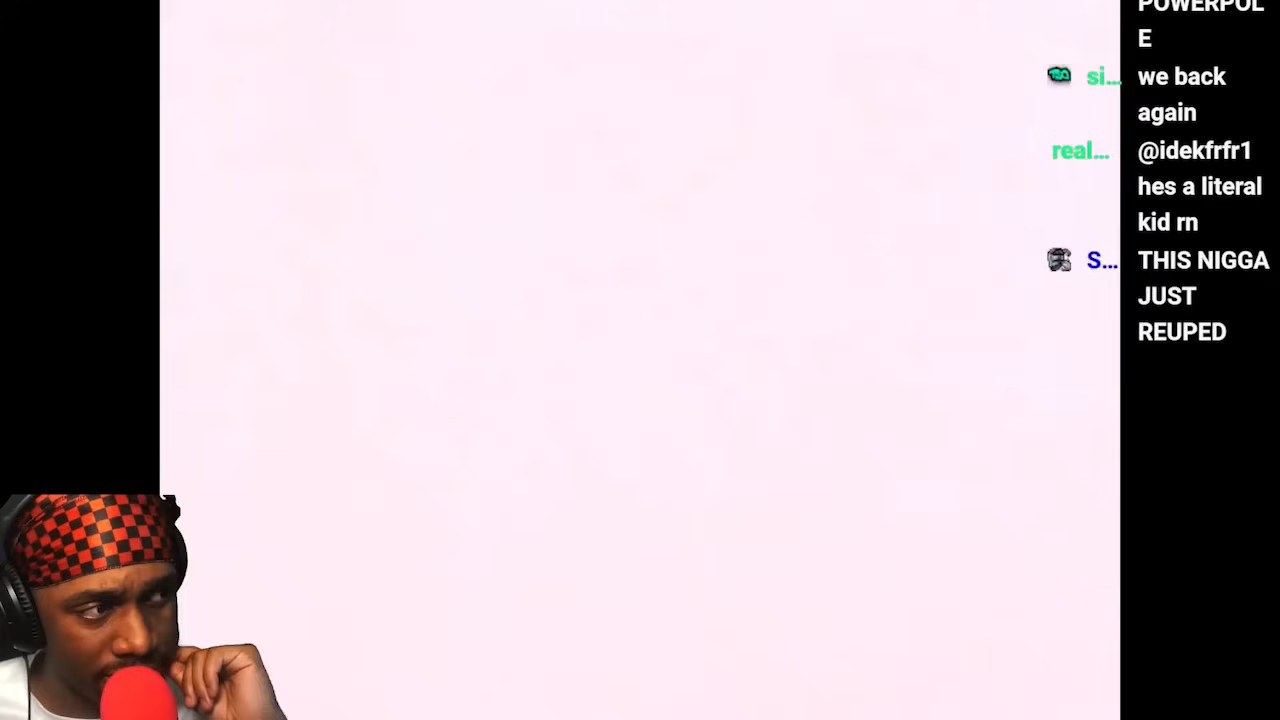 POWERPOL
E
si... we back
again
real... @idekfrfr1
hes a literal
kid rn
S... THIS NIGGA
JUST
REUPED